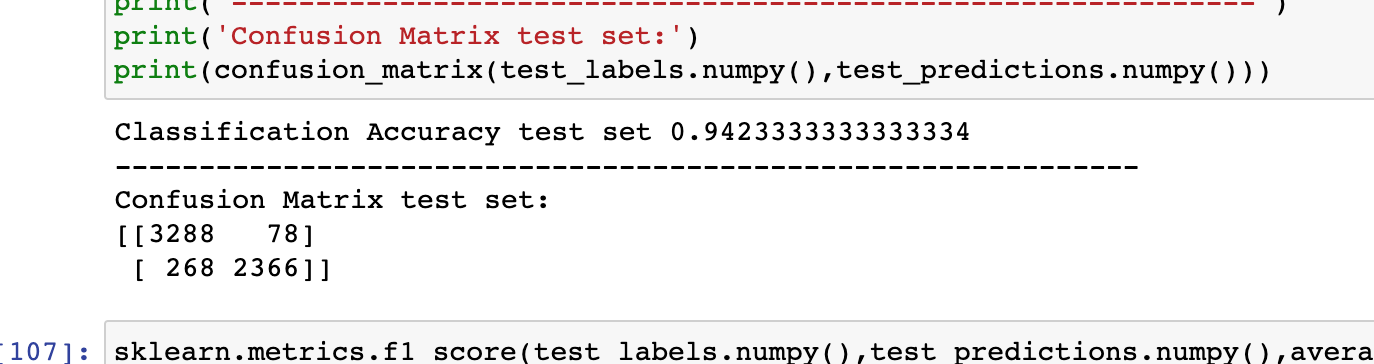 print('-------------------------------------------------------------')
print('Confusion Matrix test set:')
print(confusion_matrix(test_labels.numpy(),test_predictions.numpy()))
Classification Accuracy test set 0.9423333333333334
-------------------------------------------------------------
Confusion Matrix test set:
[[3288   78]
 [ 268 2366]]
[107]: sklearn.metrics.f1_score(test_labels.numpy(),test_predictions.numpy(),avera